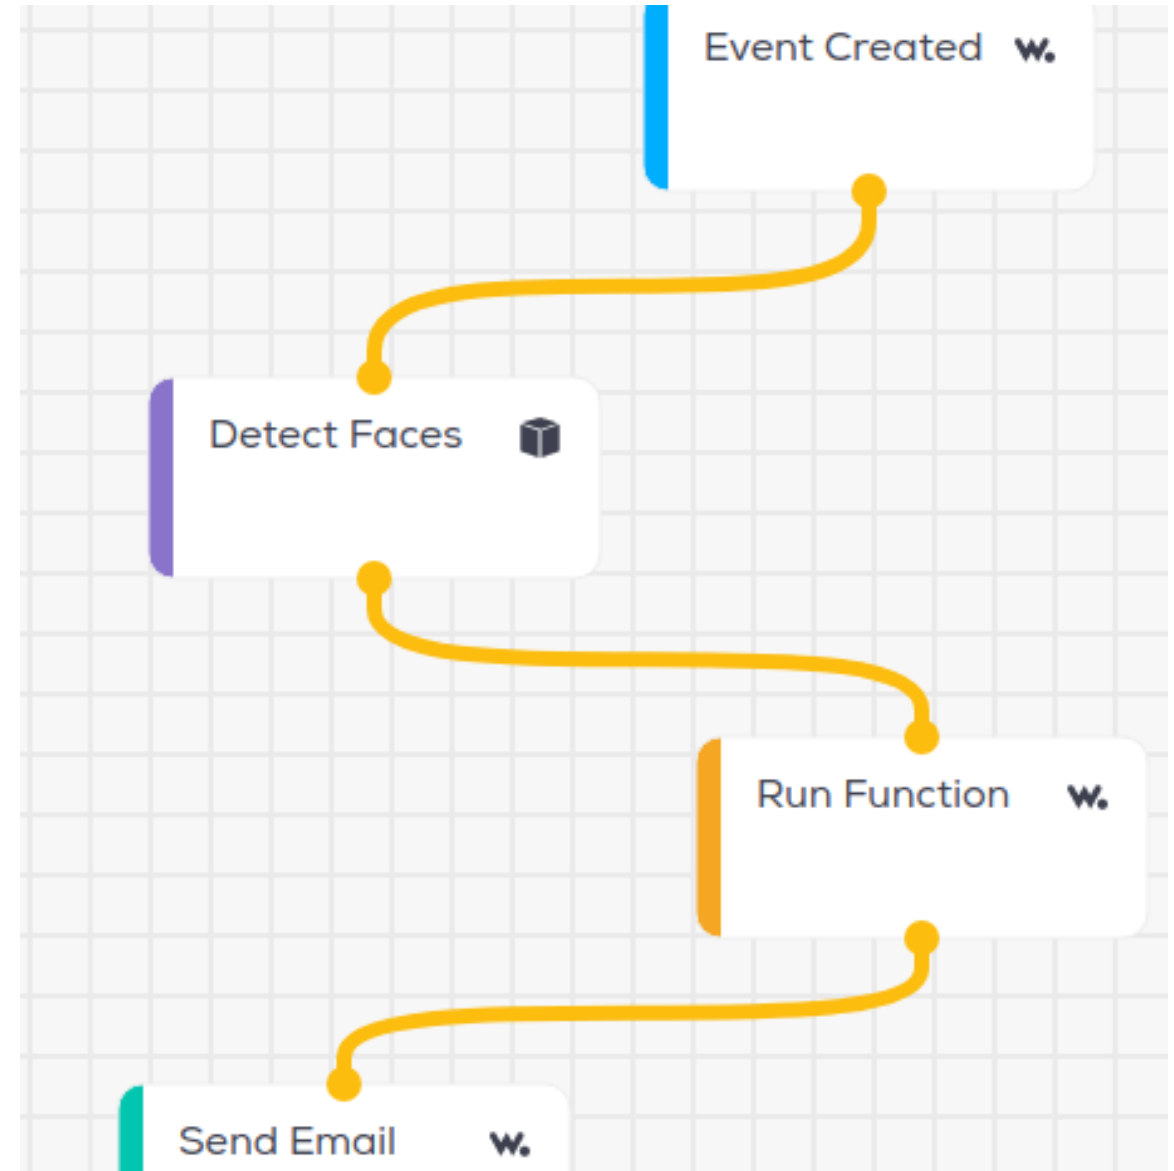 Event Created w.
Detect Faces
Run Function w.
Send Email w.